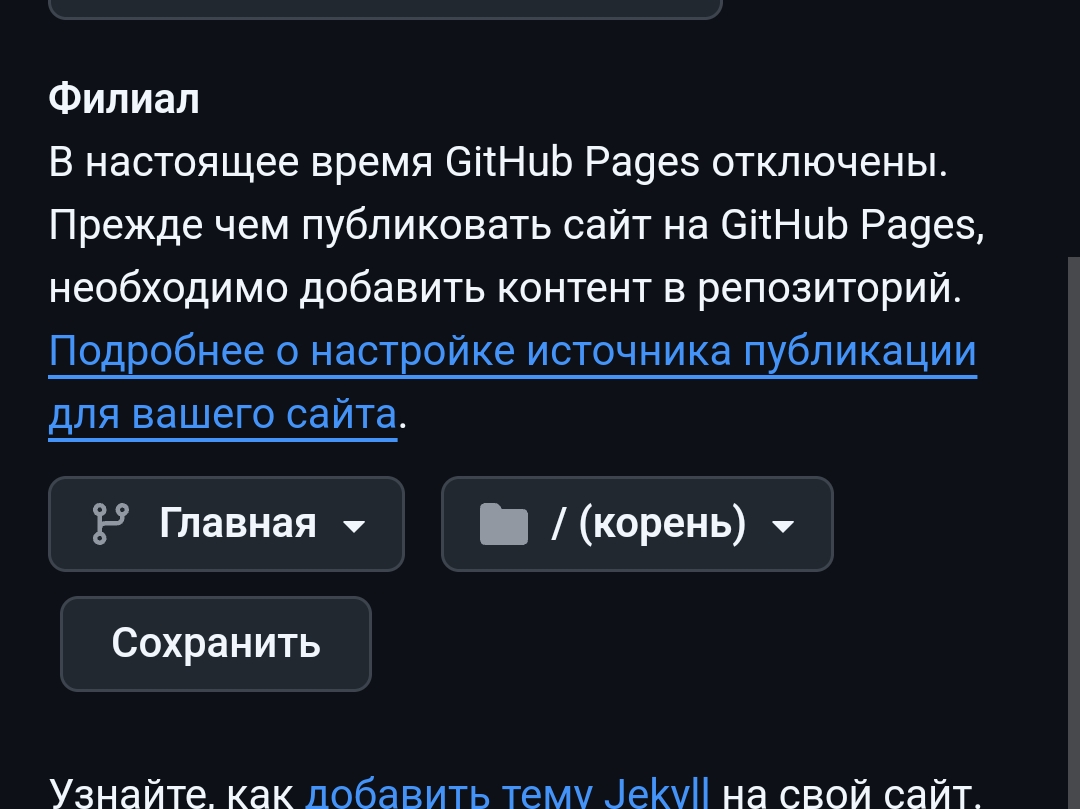 Филиал
В настоящее время GitHub Pages отключены.
Прежде чем публиковать сайт на GitHub Pages,
необходимо добавить контент в репозиторий.
Подробнее о настройке источника публикации
для вашего сайта.
Главная
/ (корень)
Сохранить
Узнайте, как добавить тему Jekyll на свой сайт.